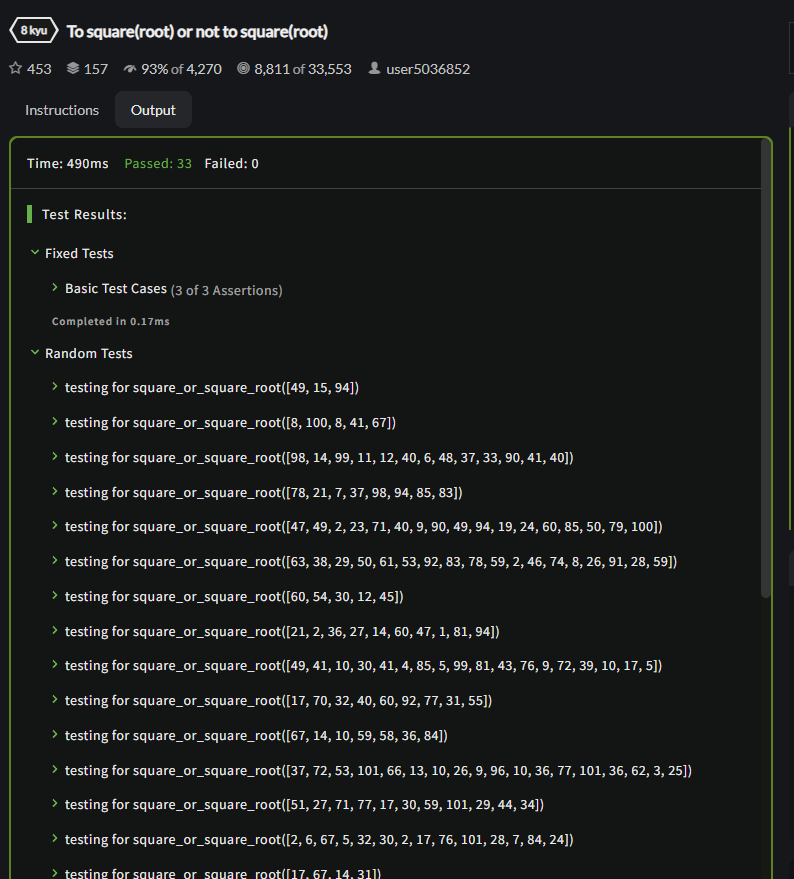 8 kyu To square(root) or not to square(root)
453 157 93% of 4,270 8,811 of 33,553 user5036852
Instructions Output
Time: 490ms Passed: 33 Failed: 0
Test Results:
Fixed Tests
Basic Test Cases (3 of 3 Assertions)
Completed in 0.17ms
Random Tests
testing for square_or_square_root([49, 15, 94])
testing for square_or_square_root([8, 100, 8, 41, 67])
testing for square_or_square_root([98, 14, 99, 11, 12, 40, 6, 48, 37, 33, 90, 41, 40])
testing for square_or_square_root([78, 21, 7, 37, 98, 94, 85, 83])
testing for square_or_square_root([47, 49, 2, 23, 71, 40, 9, 90, 49, 94, 19, 24, 60, 85, 50, 79, 100])
testing for square_or_square_root([63, 38, 29, 50, 61, 53, 92, 83, 78, 59, 2, 46, 74, 8, 26, 91, 28, 59])
testing for square_or_square_root([60, 54, 30, 12, 45])
testing for square_or_square_root([21, 2, 36, 27, 14, 60, 47, 1, 81, 94])
testing for square_or_square_root([49, 41, 10, 30, 41, 4, 85, 5, 99, 81, 43, 76, 9, 72, 39, 10, 17, 5])
testing for square_or_square_root([17, 70, 32, 40, 60, 92, 77, 31, 55])
testing for square_or_square_root([67, 14, 10, 59, 58, 36, 84])
testing for square_or_square_root([37, 72, 53, 101, 66, 13, 10, 26, 9, 96, 10, 36, 77, 101, 36, 62, 3, 25])
testing for square_or_square_root([51, 27, 71, 77, 17, 30, 59, 101, 29, 44, 34])
testing for square_or_square_root([2, 6, 67, 5, 32, 30, 2, 17, 76, 101, 28, 7, 84, 24])
testing for square_or_square_root([17, 67, 14, 31])